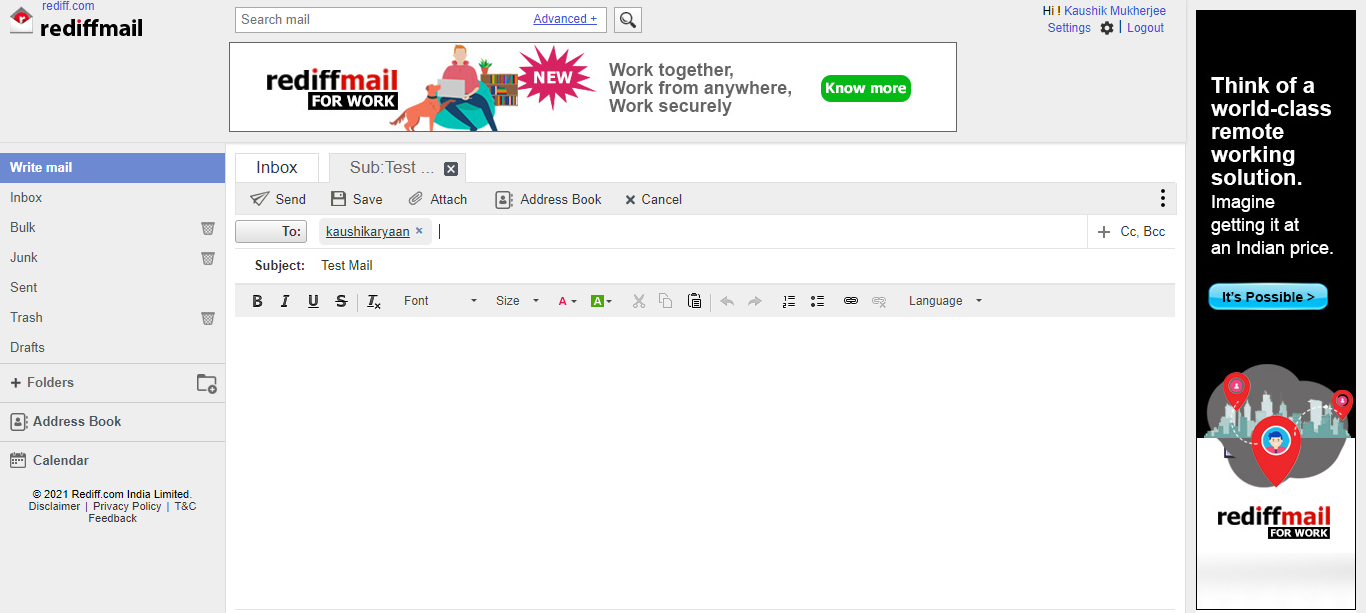 rediff.com
rediffmail
Search mail
Advanced +
Hi ! Kaushik Mukherjee
Settings | Logout
rediffmail
FOR WORK
NEW
Work together,
Work from anywhere,
Work securely
Know more
Think of a
world-class
remote
working
solution.
Imagine
getting it at
an Indian price.
It's Possible >
rediffmail
FOR WORK
Write mail
Inbox
Bulk
Junk
Sent
Trash
Drafts
+ Folders
Address Book
Calendar
© 2021 Rediff.com India Limited.
Disclaimer | Privacy Policy | T&C
Feedback
Inbox
Sub:Test ...
Send
Save
Attach
Address Book
Cancel
To:
kaushikaryaan ×
+ Cc, Bcc
Subject: Test Mail
B I U S Tx Font Size A A Language